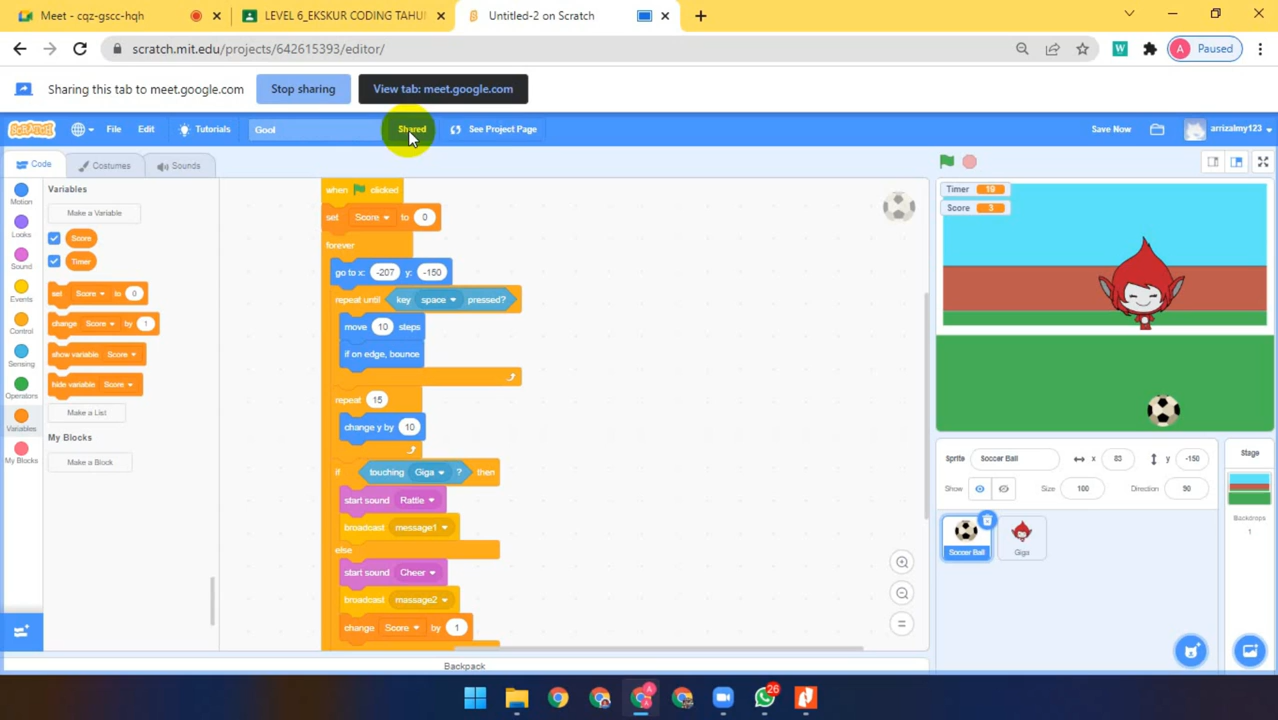 Meet - cqz-gscc-hqh
LEVEL 6_EKSKUR CODING TAHUN
Untitled-2 on Scratch
scratch.mit.edu/projects/642615393/editor/
A
Paused
Sharing this tab to meet.google.com
Stop sharing
View tab: meet.google.com
SCRATCH
File
Edit
Tutorials
Gool
Shared
See Project Page
Save Now
arrizalmy123
Code
Costumes
Sounds
Motion
Looks
Sound
Events
Control
Sensing
Operators
Variables
My Blocks
Variables
Make a Variable
Score
Timer
set Score to 0
change Score by 1
show variable Score
hide variable Score
Make a List
My Blocks
Make a Block
when clicked
set Score to 0
forever
go to x: -207 y: -150
repeat until key space pressed?
move 10 steps
if on edge, bounce
repeat 15
change y by 10
if touching Giga ? then
start sound Rattle
broadcast message1
else
start sound Cheer
broadcast massage2
change Score by 1
Timer 19
Score 3
Sprite Soccer Ball x 83 y -150
Show Size 100 Direction 90
Soccer Ball
Giga
Stage
Backdrops
1
Backpack
26